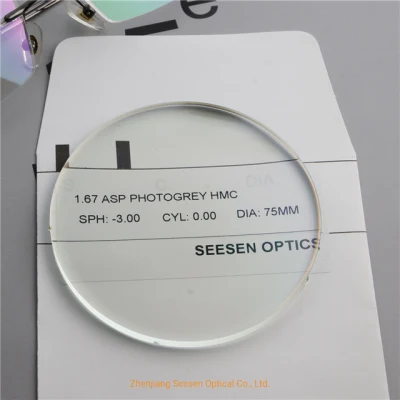 1.67 ASP PHOTOGREY HMC
SPH: -3.00 CYL: 0.00 DIA: 75MM
SEESEN OPTICS
Zhenjiang Seesen Optical Co., Ltd.